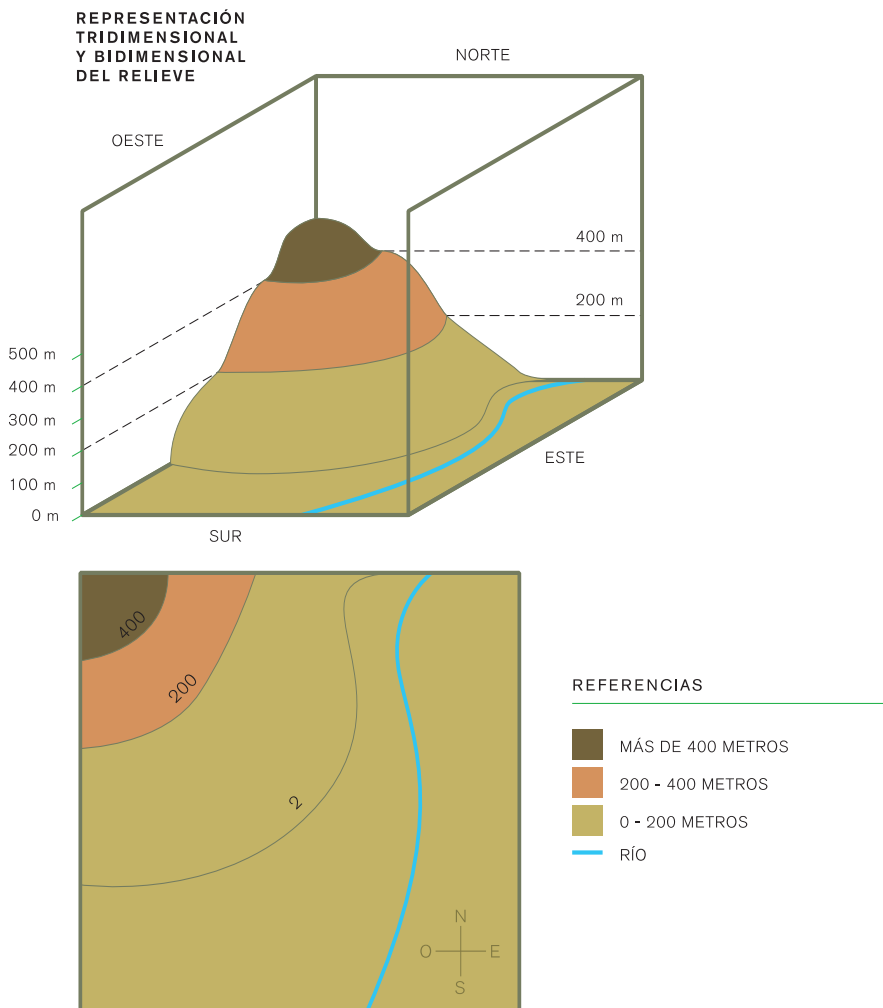 REPRESENTACIÓN
TRIDIMENSIONAL
Y BIDIMENSIONAL
DEL RELIEVE
NORTE
OESTE
400 m
200 m
500 m
400 m
300 m
200 m
100 m
0 m
ESTE
SUR
400
200
2
N
O E
S
REFERENCIAS
MÁS DE 400 METROS
200 - 400 METROS
0 - 200 METROS
RÍO